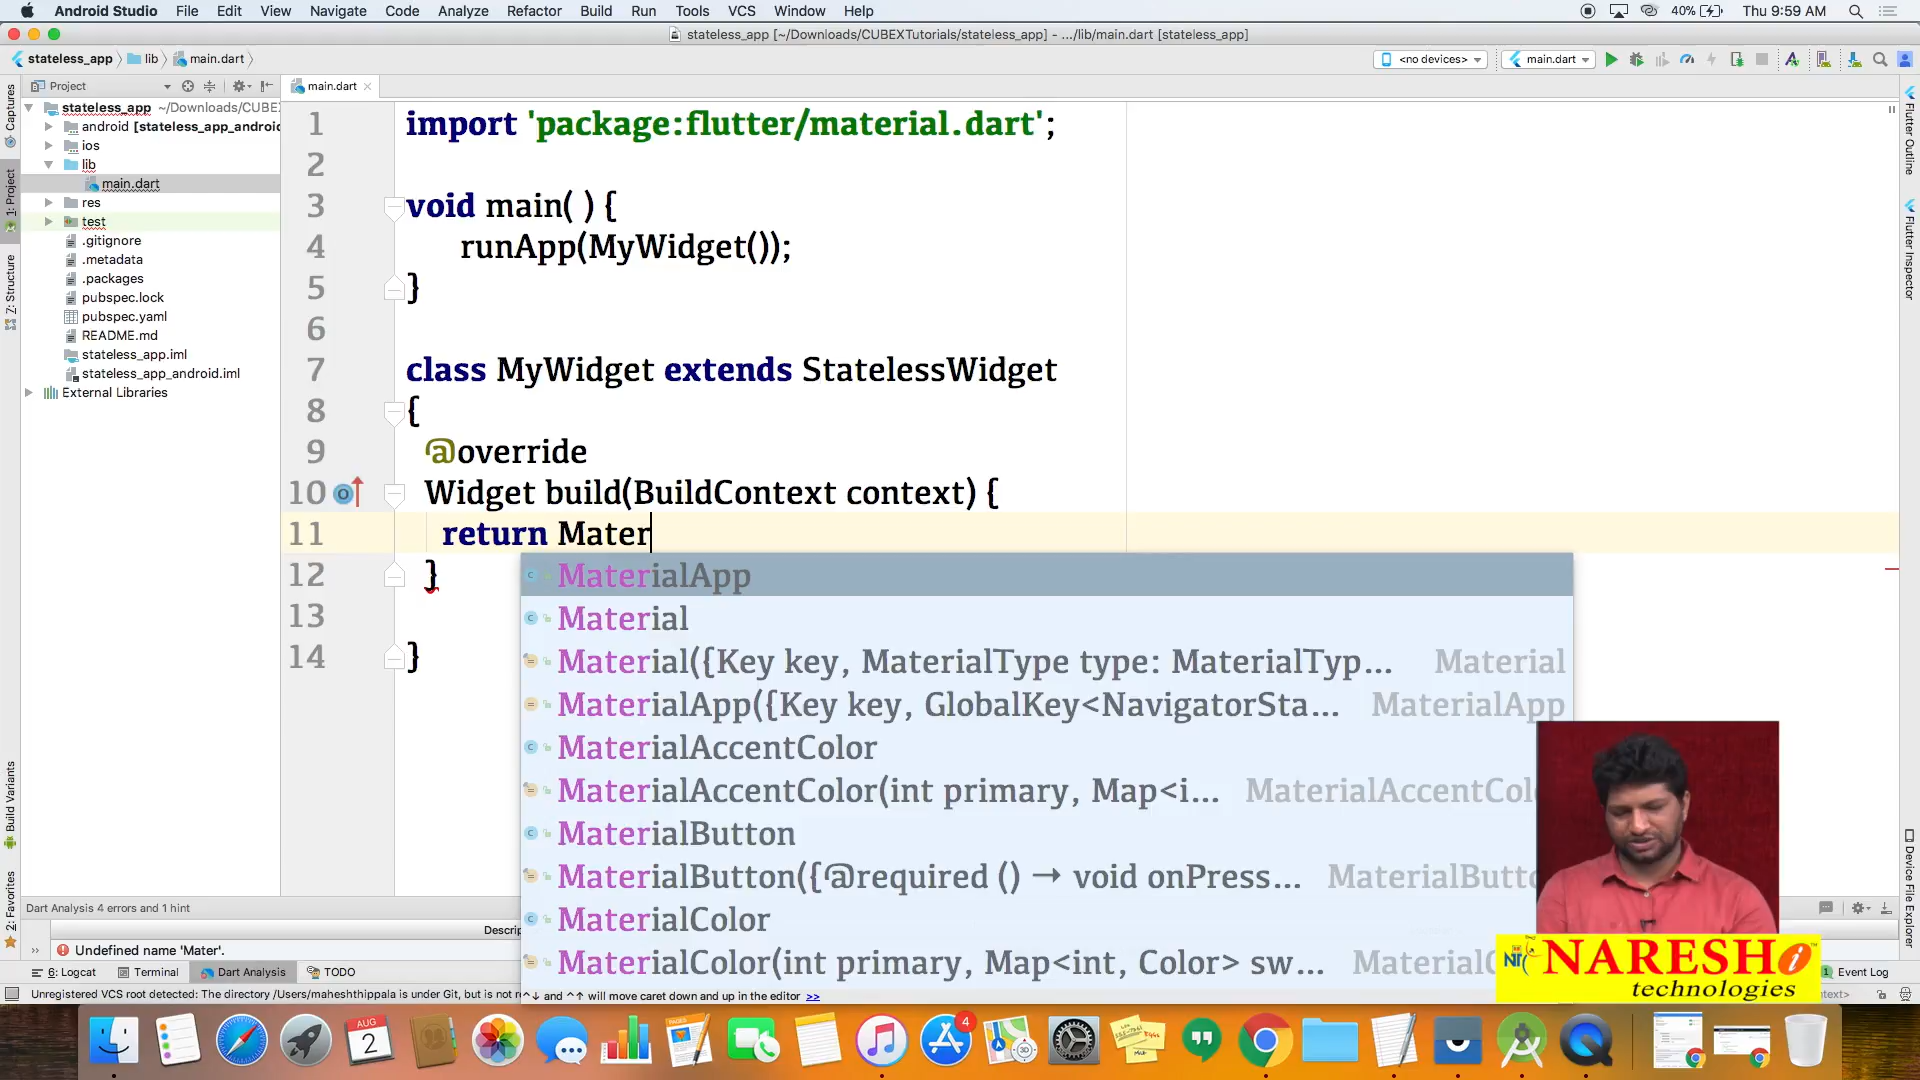 Android Studio File Edit View Navigate Code Analyze Refactor Build Run Tools VCS Window Help 40% Thu 9:59 AM
stateless_app [~/Downloads/CUBEXTutorials/stateless_app] - .../lib/main.dart [stateless_app]
stateless_app lib main.dart <no devices> main.dart
Project main.dart
stateless_app ~/Downloads/CUBEX
android [stateless_app_android
ios
lib
main.dart
res
test
.gitignore
.metadata
.packages
pubspec.lock
pubspec.yaml
README.md
stateless_app.iml
stateless_app_android.iml
External Libraries
Captures
1: Project
Z: Structure
Build Variants
2: Favorites
1 import 'package:flutter/material.dart';
2
3 void main( ) {
4 runApp(MyWidget());
5 }
6
7 class MyWidget extends StatelessWidget
8 {
9 @override
10 Widget build(BuildContext context) {
11 return Mater
12 }
13
14 }
MaterialApp
Material
Material({Key key, MaterialType type: MaterialTyp... Material
MaterialApp({Key key, GlobalKey<NavigatorSta... MaterialApp
MaterialAccentColor
MaterialAccentColor(int primary, Map<i... MaterialAccentCol
MaterialButton
MaterialButton({@required () → void onPress... MaterialButt
MaterialColor
MaterialColor(int primary, Map<int, Color> sw... MaterialC
^↓ and ^↑ will move caret down and up in the editor >>
Flutter Outline
Flutter Inspector
Device File Explorer
Dart Analysis 4 errors and 1 hint
Descrip
Undefined name 'Mater'.
6: Logcat Terminal Dart Analysis TODO 1 Event Log
Unregistered VCS root detected: The directory /Users/maheshthippala is under Git, but is not re
NARESH i
technologies
AUG
2
4
3D